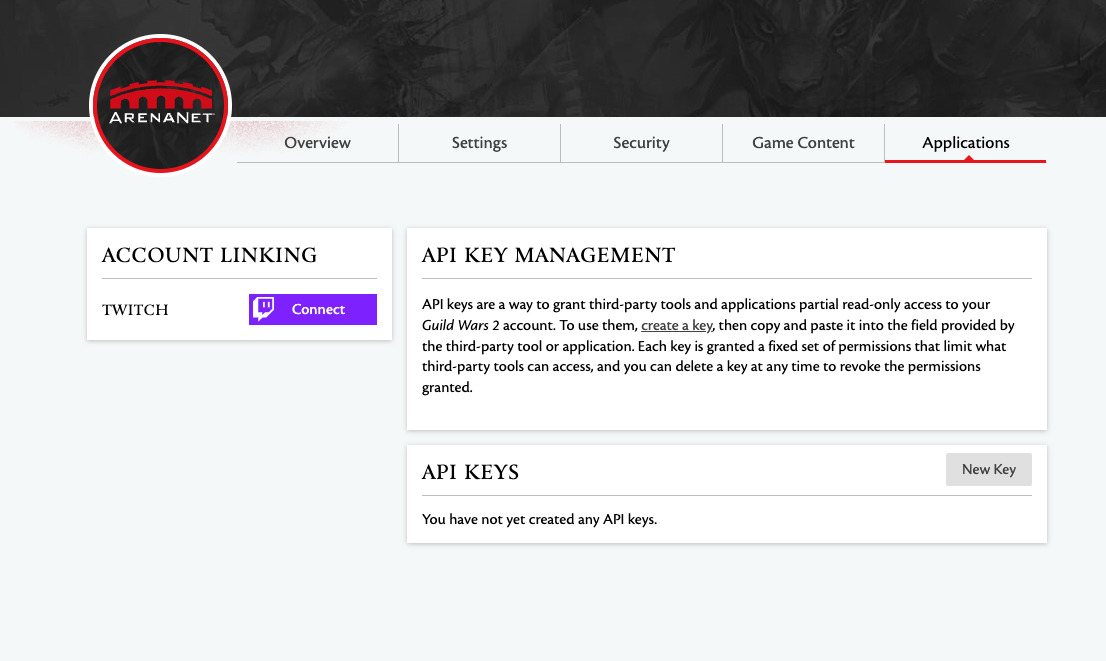 ARENANET
Overview
Settings
Security
Game Content
Applications
ACCOUNT LINKING
TWITCH
Connect
API KEY MANAGEMENT
API keys are a way to grant third-party tools and applications partial read-only access to your
Guild Wars 2 account. To use them, create a key, then copy and paste it into the field provided by
the third-party tool or application. Each key is granted a fixed set of permissions that limit what
third-party tools can access, and you can delete a key at any time to revoke the permissions
granted.
API KEYS
New Key
You have not yet created any API keys.